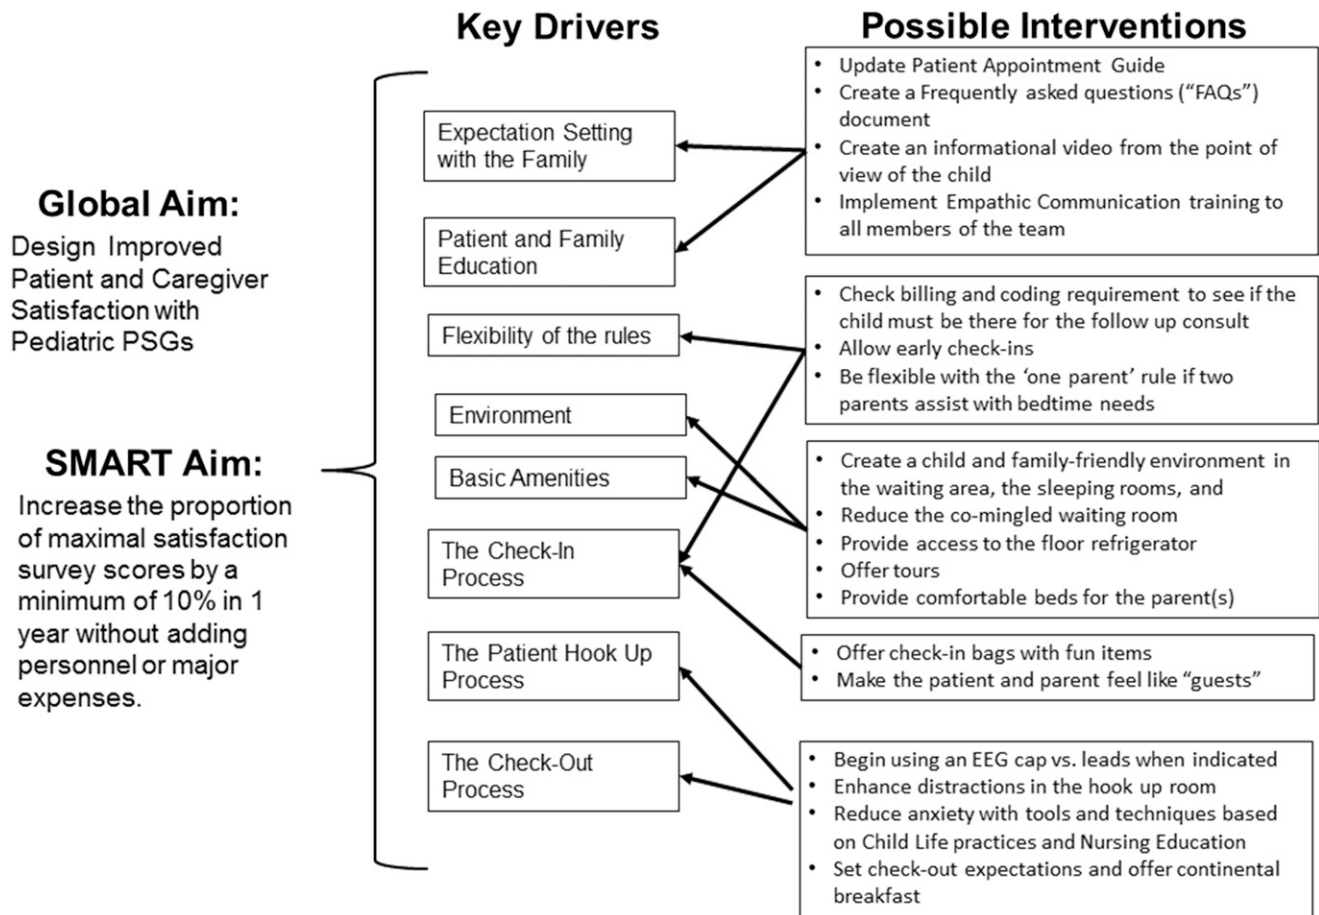 Key Drivers
Possible Interventions
Global Aim:
Design Improved
Patient and Caregiver
Satisfaction with
Pediatric PSGs
SMART Aim:
Increase the proportion
of maximal satisfaction
survey scores by a
minimum of 10% in 1
year without adding
personnel or major
expenses.
Expectation Setting
with the Family
Patient and Family
Education
Flexibility of the rules
Environment
Basic Amenities
The Check-In
Process
The Patient Hook Up
Process
The Check-Out
Process
• Update Patient Appointment Guide
• Create a Frequently asked questions (“FAQs”)
document
• Create an informational video from the point of
view of the child
• Implement Empathic Communication training to
all members of the team
• Check billing and coding requirement to see if the
child must be there for the follow up consult
• Allow early check-ins
• Be flexible with the ‘one parent’ rule if two
parents assist with bedtime needs
• Create a child and family-friendly environment in
the waiting area, the sleeping rooms, and
• Reduce the co-mingled waiting room
• Provide access to the floor refrigerator
• Offer tours
• Provide comfortable beds for the parent(s)
• Offer check-in bags with fun items
• Make the patient and parent feel like “guests”
• Begin using an EEG cap vs. leads when indicated
• Enhance distractions in the hook up room
• Reduce anxiety with tools and techniques based
on Child Life practices and Nursing Education
• Set check-out expectations and offer continental
breakfast